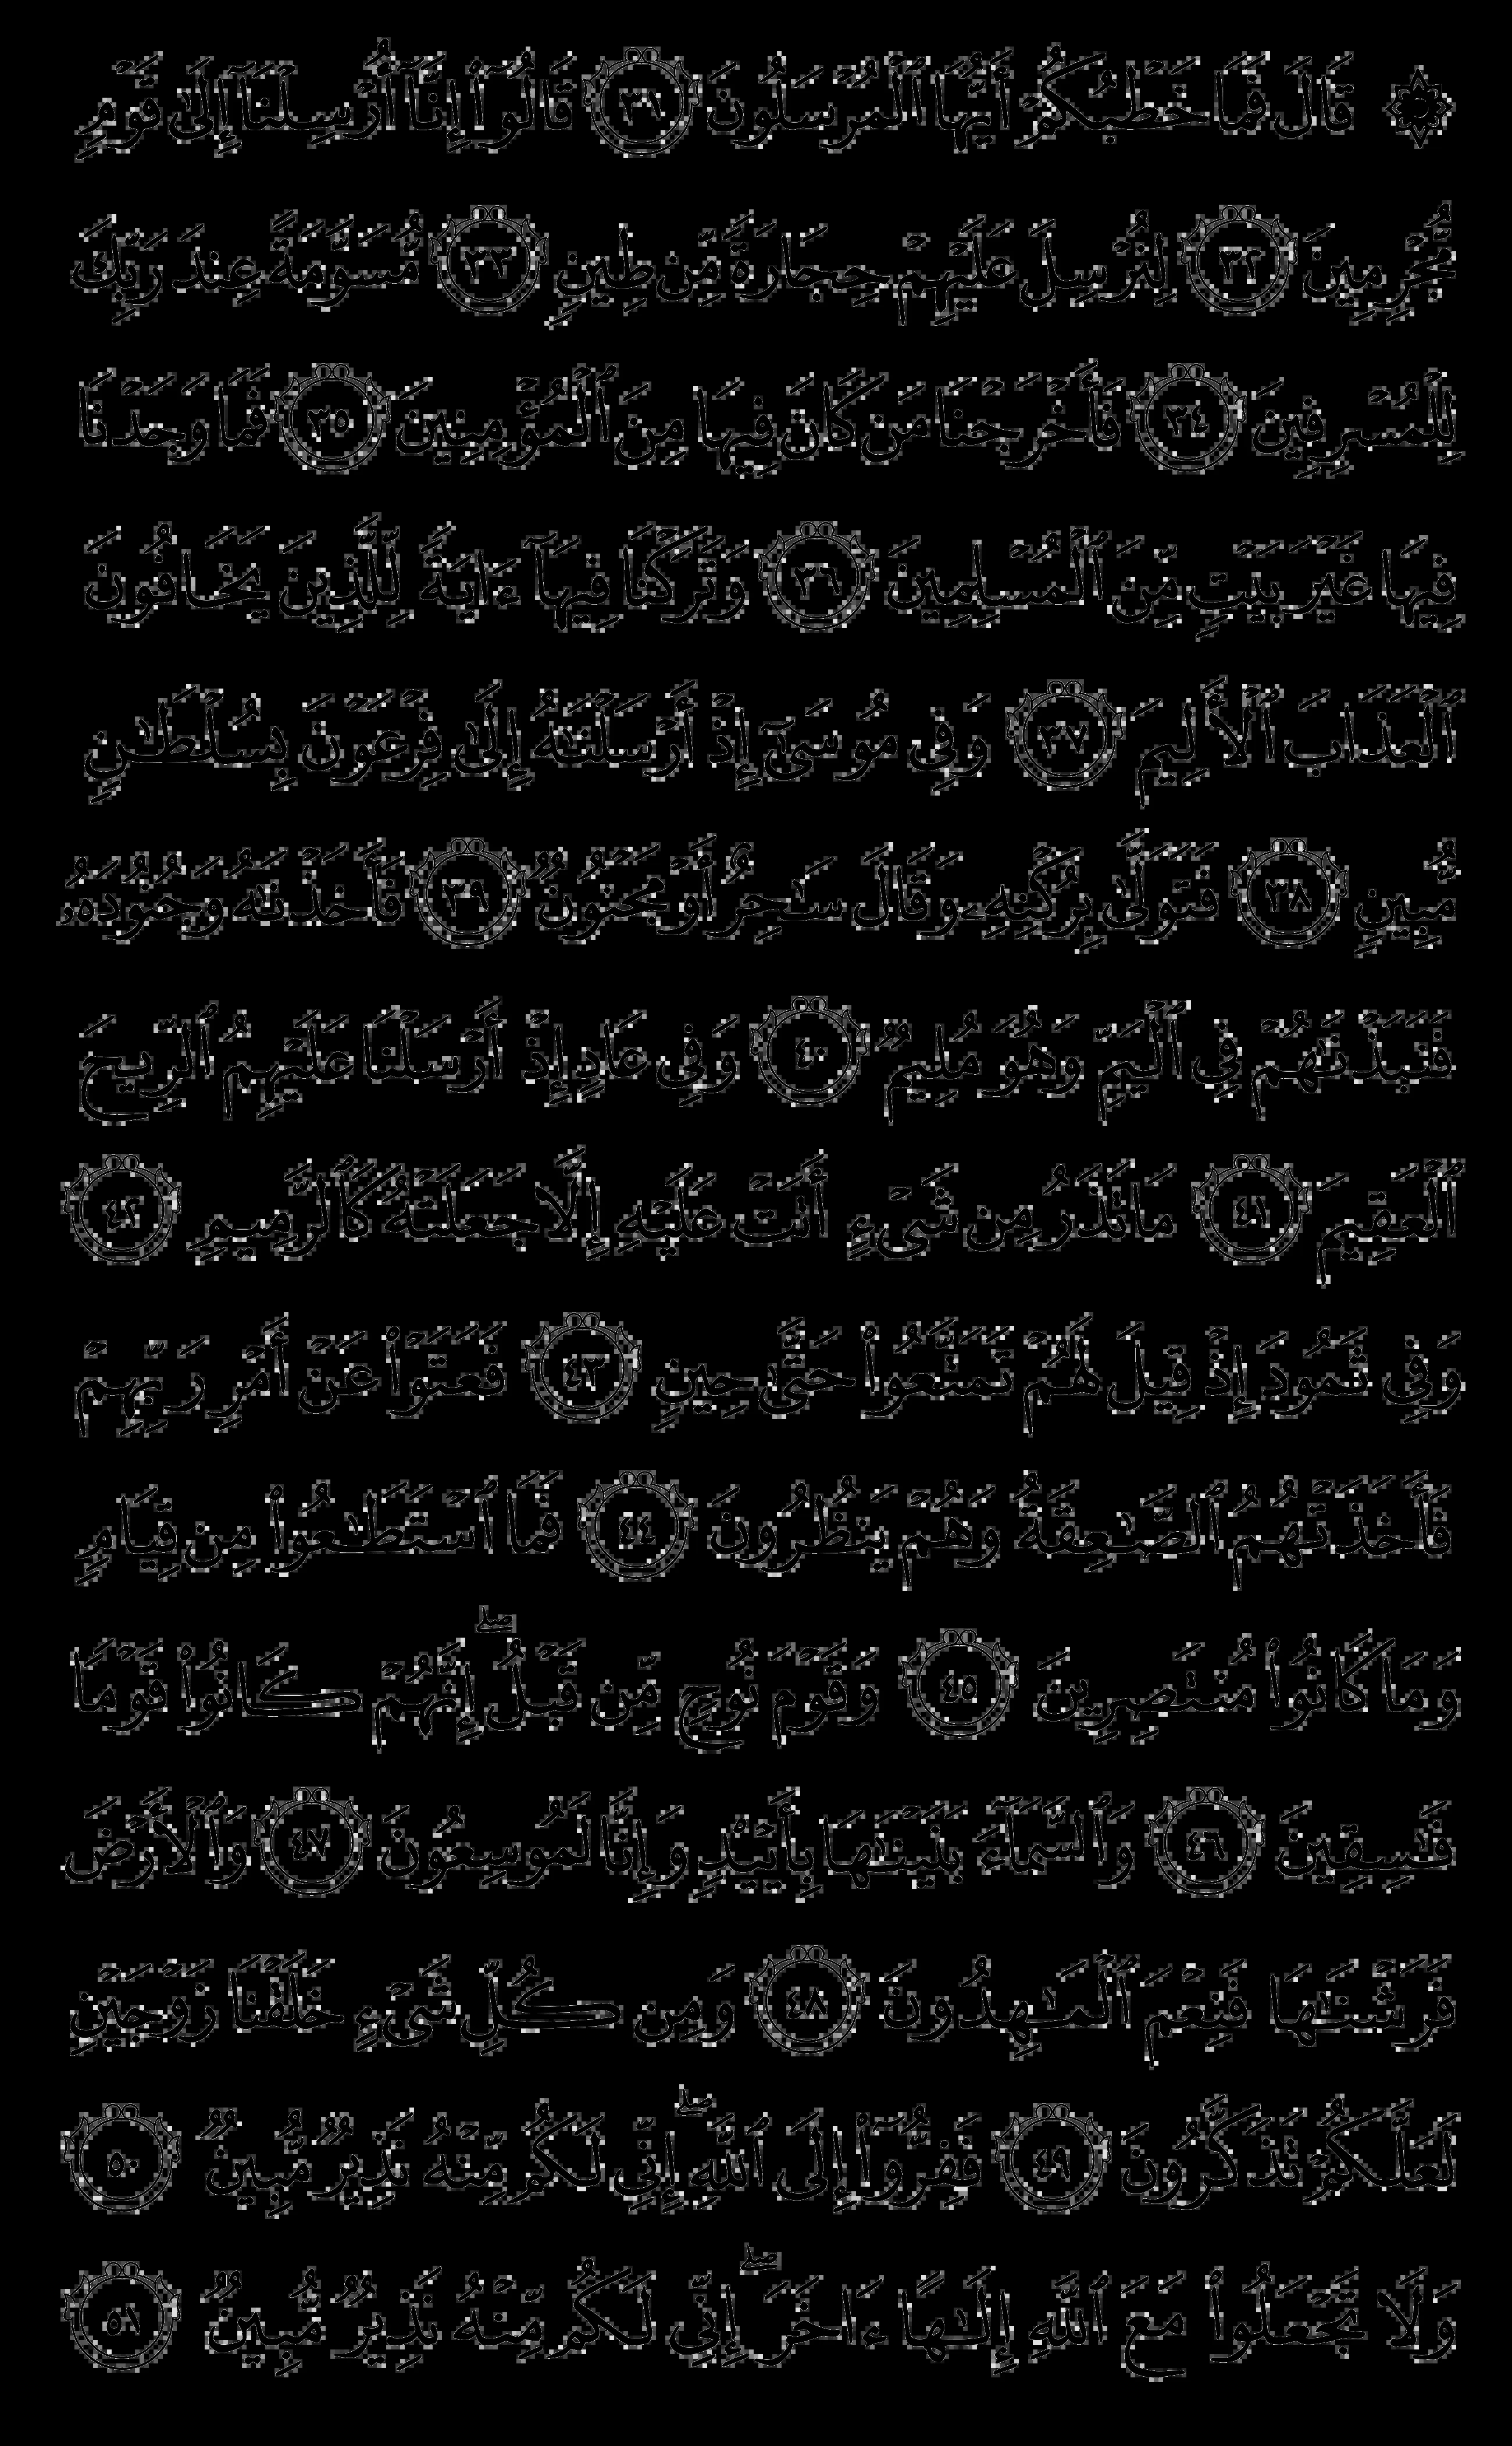 ۞ قَالَ فَمَا خَطۡبُكُمۡ أَيُّهَا ٱلۡمُرۡسَلُونَ ٣١ قَالُوٓاْ إِنَّآ أُرۡسِلۡنَآ إِلَىٰ قَوۡمٖ
مُّجۡرِمِينَ ٣٢ لِنُرۡسِلَ عَلَيۡهِمۡ حِجَارَةٗ مِّن طِينٖ ٣٣ مُّسَوَّمَةً عِندَ رَبِّكَ
لِلۡمُسۡرِفِينَ ٣٤ فَأَخۡرَجۡنَا مَن كَانَ فِيهَا مِنَ ٱلۡمُؤۡمِنِينَ ٣٥ فَمَا وَجَدۡنَا
فِيهَا غَيۡرَ بَيۡتٖ مِّنَ ٱلۡمُسۡلِمِينَ ٣٦ وَتَرَكۡنَا فِيهَآ ءَايَةٗ لِّلَّذِينَ يَخَافُونَ
ٱلۡعَذَابَ ٱلۡأَلِيمَ ٣٧ وَفِي مُوسَىٰٓ إِذۡ أَرۡسَلۡنَٰهُ إِلَىٰ فِرۡعَوۡنَ بِسُلۡطَٰنٖ
مُّبِينٖ ٣٨ فَتَوَلَّىٰ بِرُكۡنِهِۦ وَقَالَ سَٰحِرٌ أَوۡ مَجۡنُونٞ ٣٩ فَأَخَذۡنَٰهُ وَجُنُودَهُۥ
فَنَبَذۡنَٰهُمۡ فِي ٱلۡيَمِّ وَهُوَ مُلِيمٞ ٤٠ وَفِي عَادٍ إِذۡ أَرۡسَلۡنَا عَلَيۡهِمُ ٱلرِّيحَ
ٱلۡعَقِيمَ ٤١ مَا تَذَرُ مِن شَيۡءٍ أَتَتۡ عَلَيۡهِ إِلَّا جَعَلَتۡهُ كَٱلرَّمِيمِ ٤٢
وَفِي ثَمُودَ إِذۡ قِيلَ لَهُمۡ تَمَتَّعُواْ حَتَّىٰ حِينٖ ٤٣ فَعَتَوۡاْ عَنۡ أَمۡرِ رَبِّهِمۡ
فَأَخَذَتۡهُمُ ٱلصَّٰعِقَةُ وَهُمۡ يَنظُرُونَ ٤٤ فَمَا ٱسۡتَطَٰعُواْ مِن قِيَامٖ
وَمَا كَانُواْ مُنتَصِرِينَ ٤٥ وَقَوۡمَ نُوحٖ مِّن قَبۡلُۖ إِنَّهُمۡ كَانُواْ قَوۡمٗا
فَٰسِقِينَ ٤٦ وَٱلسَّمَآءَ بَنَيۡنَٰهَا بِأَيۡيْدٖ وَإِنَّا لَمُوسِعُونَ ٤٧ وَٱلۡأَرۡضَ
فَرَشۡنَٰهَا فَنِعۡمَ ٱلۡمَٰهِدُونَ ٤٨ وَمِن كُلِّ شَيۡءٍ خَلَقۡنَا زَوۡجَيۡنِ
لَعَلَّكُمۡ تَذَكَّرُونَ ٤٩ فَفِرُّوٓاْ إِلَى ٱللَّهِۖ إِنِّي لَكُم مِّنۡهُ نَذِيرٞ مُّبِينٞ ٥٠
وَلَا تَجۡعَلُواْ مَعَ ٱللَّهِ إِلَٰهًا ءَاخَرَۖ إِنِّي لَكُم مِّنۡهُ نَذِيرٞ مُّبِينٞ ٥١